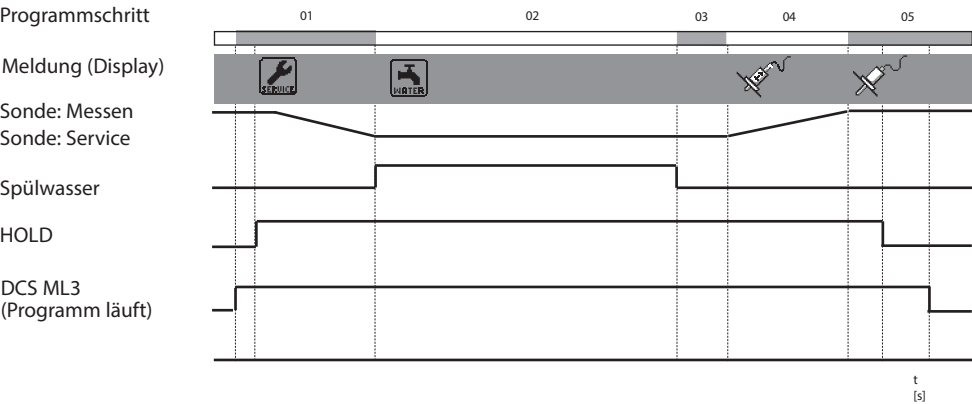 Programmschritt 01 02 03 04 05
Meldung (Display) SERVICE WATER
Sonde: Messen
Sonde: Service
Spülwasser
HOLD
DCS ML3
(Programm läuft)
t
[s]